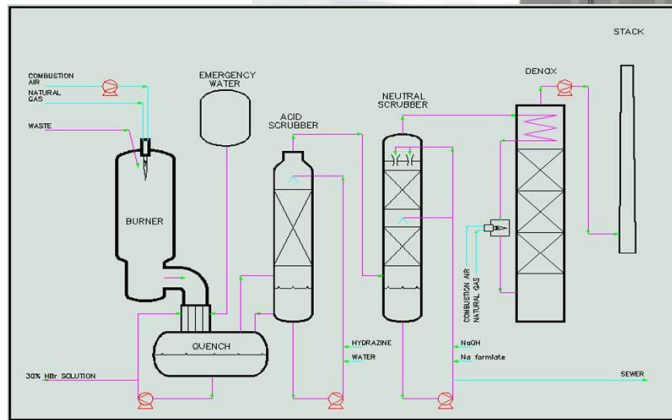 STACK
COMBUSTION
AIR
NATURAL
GAS
WASTE
EMERGENCY
WATER
ACID
SCRUBBER
NEUTRAL
SCRUBBER
DENOX
BURNER
QUENCH
COMBUSTION AIR
NATURAL GAS
HYDRAZINE
WATER
NaOH
Na formiate
30% HBr SOLUTION
SEWER